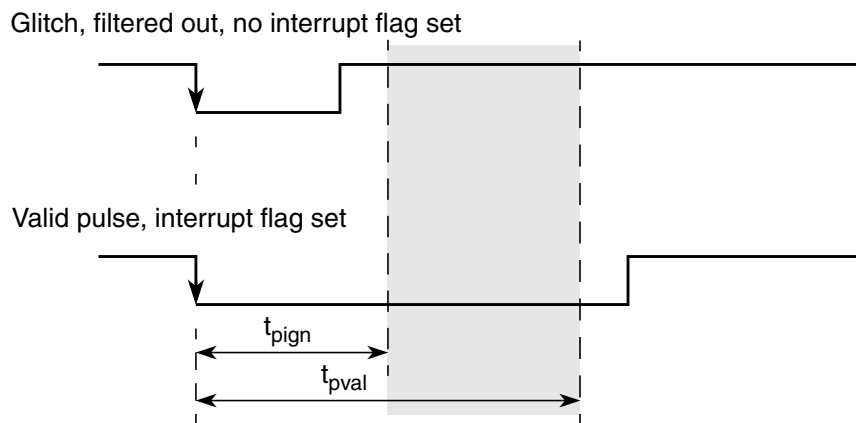 Glitch, filtered out, no interrupt flag set
Valid pulse, interrupt flag set
tpign
tpval